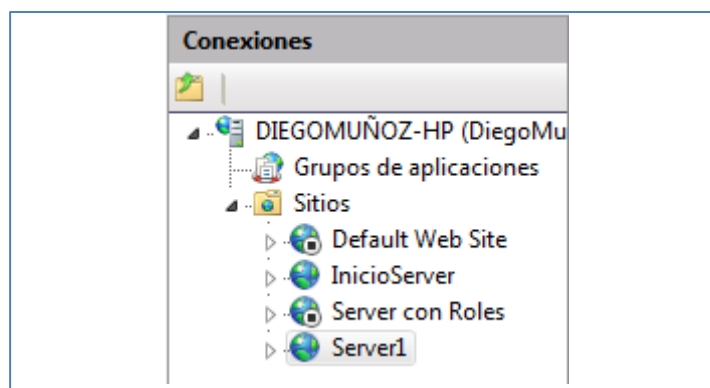 Conexiones
DIEGOMUÑOZ-HP (DiegoMu
Grupos de aplicaciones
Sitios
Default Web Site
InicioServer
Server con Roles
Server1